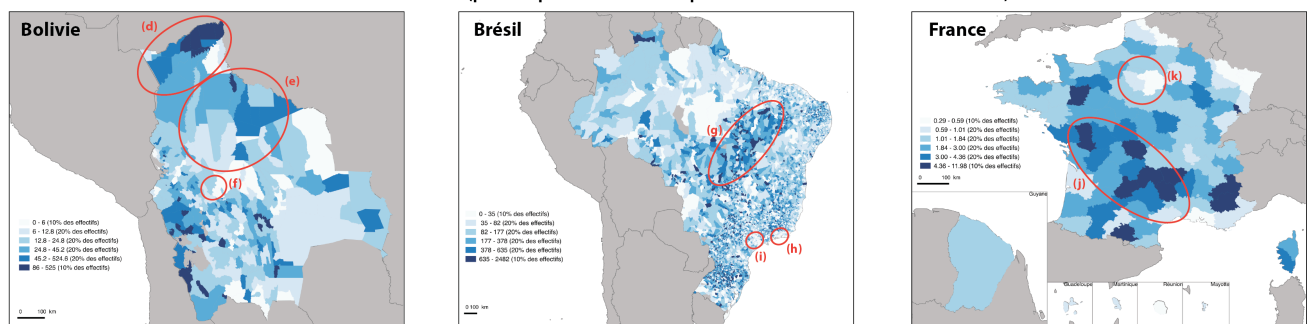 Bolivie
(d)
(e)
(f)
0 - 6 (10% des effectifs)
6 - 12.8 (20% des effectifs)
12.8 - 24.8 (20% des effectifs)
24.8 - 45.2 (20% des effectifs)
45.2 - 524.6 (20% des effectifs)
86 - 525 (10% des effectifs)
0 100 km
Brésil
(g)
(h)
(i)
0 - 35 (10% des effectifs)
35 - 82 (20% des effectifs)
82 - 177 (20% des effectifs)
177 - 378 (20% des effectifs)
378 - 635 (20% des effectifs)
635 - 2482 (10% des effectifs)
0 100 km
France
(k)
(j)
0.29 - 0.59 (10% des effectifs)
0.59 - 1.01 (20% des effectifs)
1.01 - 1.84 (20% des effectifs)
1.84 - 3.00 (20% des effectifs)
3.00 - 4.36 (20% des effectifs)
4.36 - 11.98 (10% des effectifs)
0 100 km
Guyane
Guadeloupe
Martinique
Réunion
Mayotte